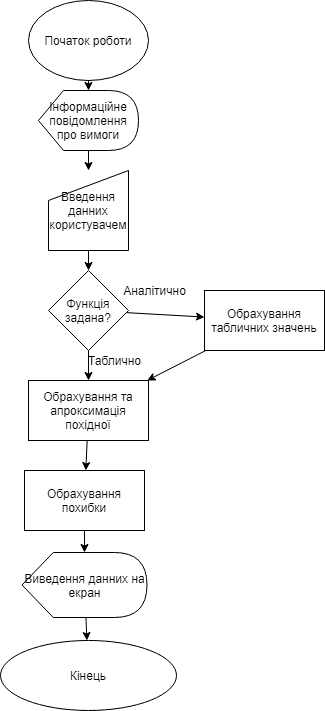 Початок роботи
Інформаційне
повідомлення
про вимоги
Введення
данних
користувачем
Аналітично
Функція
задана?
Обрахування
табличних значень
Таблично
Обрахування та
апроксимація
похідної
Обрахування
похибки
Виведення данних на
екран
Кінець